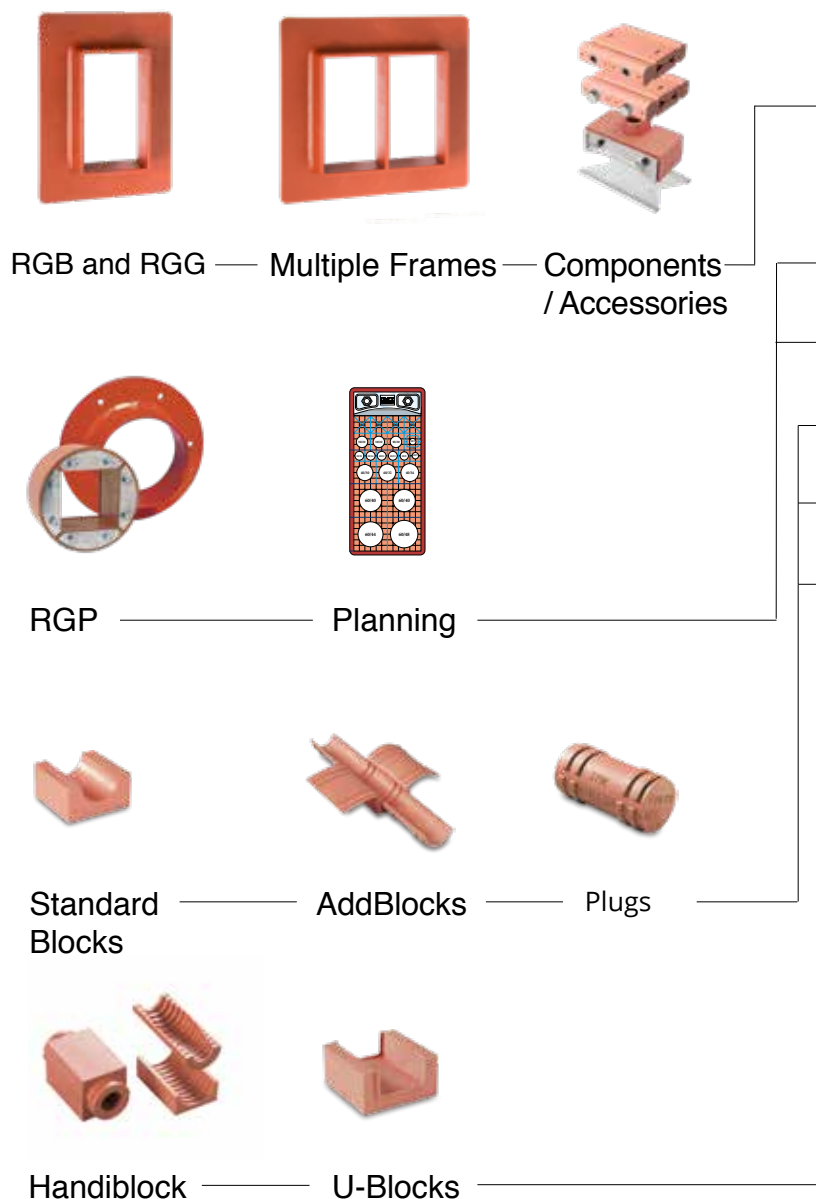 RGB and RGG
Multiple Frames
Components
/ Accessories
RGP
Planning
Standard
Blocks
AddBlocks
Plugs
Handiblock
U-Blocks